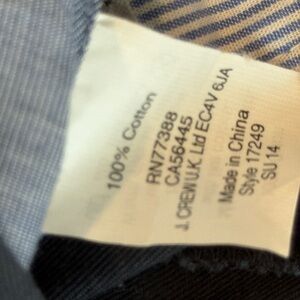 100% Cotton
RN77388
CA56445
J. CREW U.K. Ltd EC4V 6JA
Made in China
Style 17249
SU 14